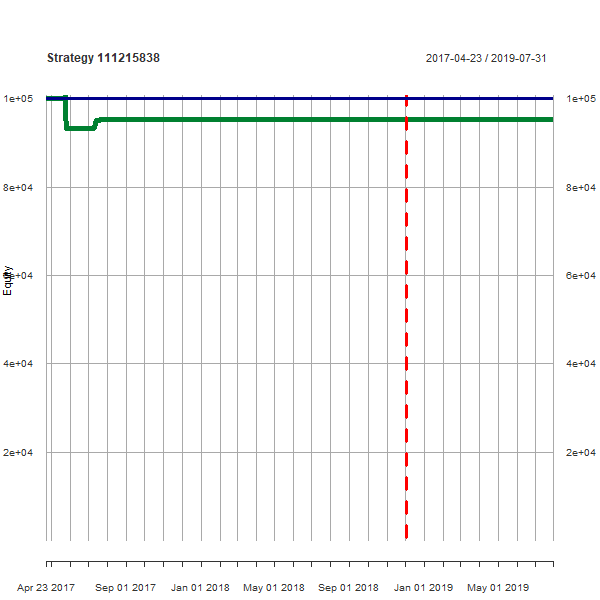 Strategy 111215838 2017-04-23 / 2019-07-31
1e+05 1e+05
8e+04 8e+04
6e+04 6e+04
Equity
4e+04 4e+04
2e+04 2e+04
Apr 23 2017 Sep 01 2017 Jan 01 2018 May 01 2018 Sep 01 2018 Jan 01 2019 May 01 2019